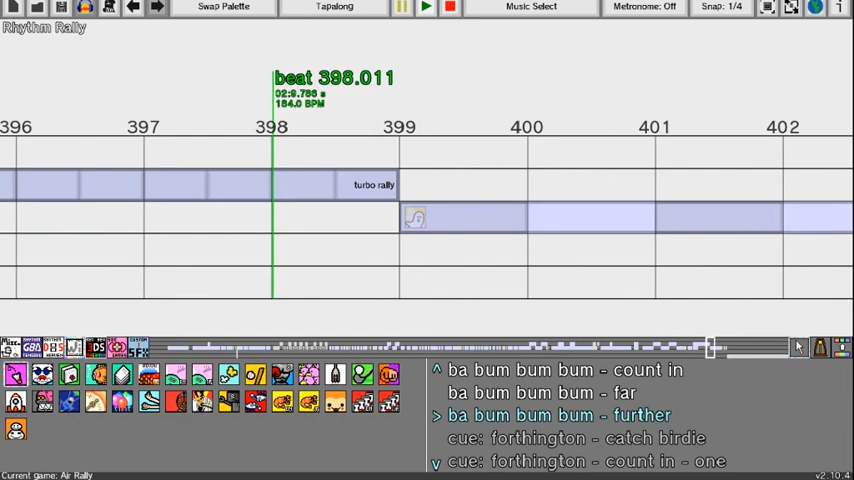 Swap Palette Tapalong Music Select Metronome: Off Snap: 1/4 i
Rhythm Rally
beat 398.011
02:9.786 s
184.0 BPM
396 397 398 399 400 401 402
turbo rally
^ ba bum bum bum - count in
ba bum bum bum - far
> ba bum bum bum - further
cue: forthington - catch birdie
v cue: forthington - count in - one
Current game: Air Rally v2.10.4